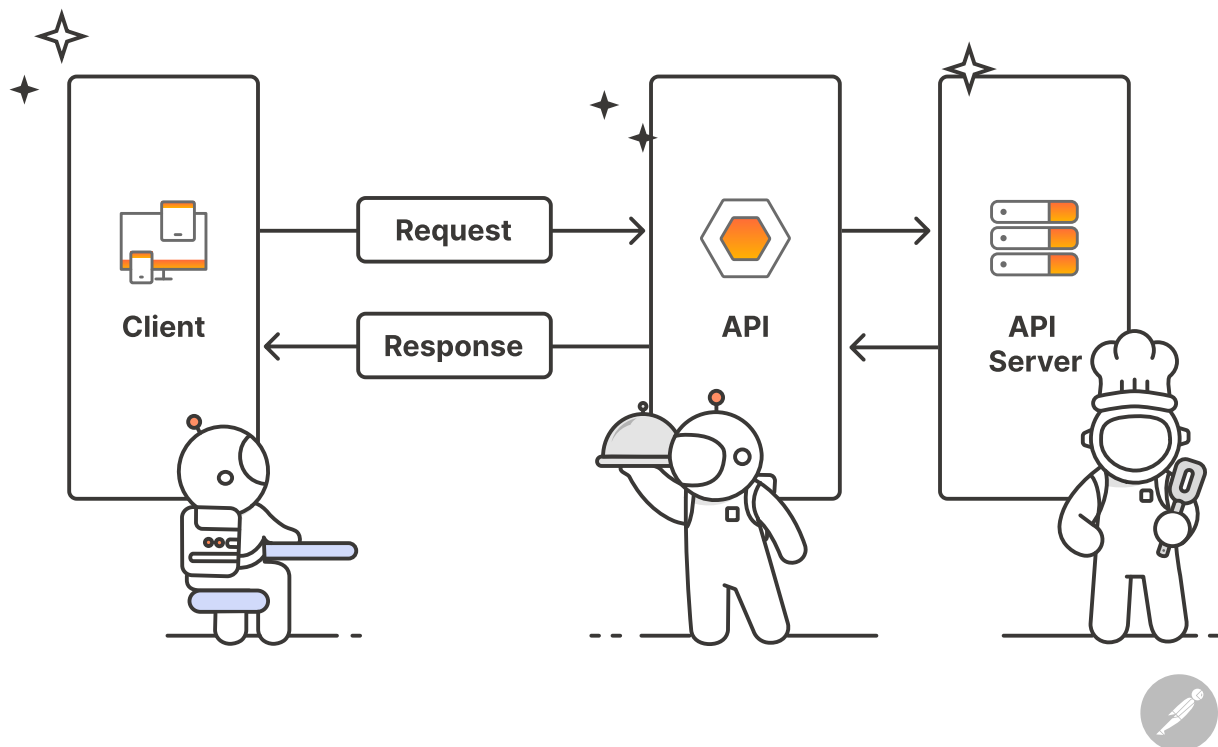 Request
Response
Client
API
API
Server